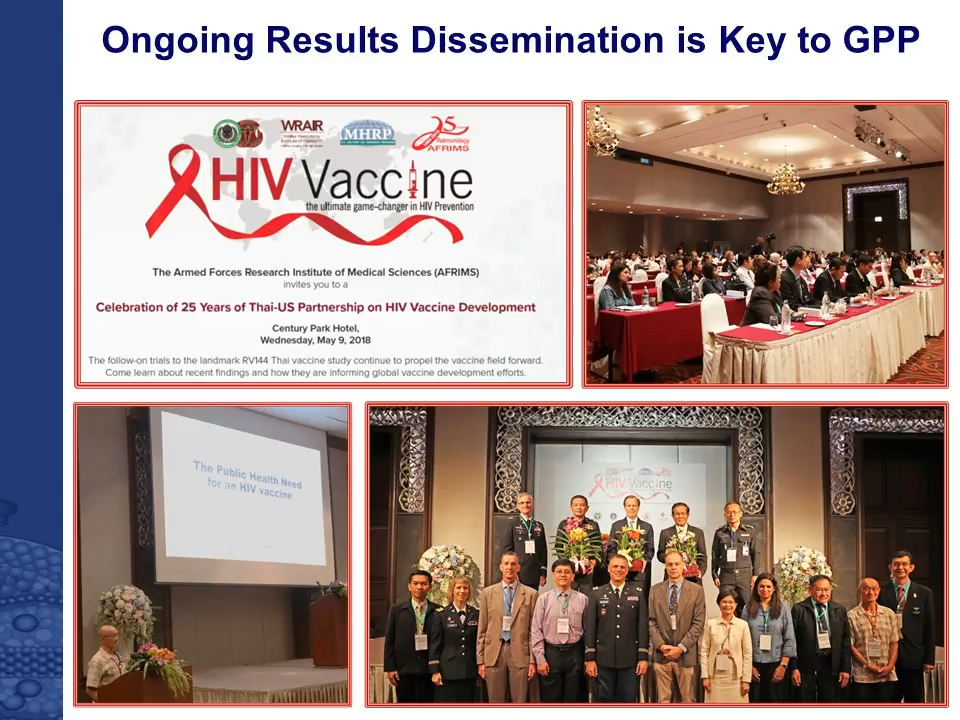 Ongoing Results Dissemination is Key to GPP
WRAIR
MHRP
25
Retrovirology
AFRIMS
HIV Vaccine
the ultimate game-changer in HIV Prevention
The Armed Forces Research Institute of Medical Sciences (AFRIMS)
invites you to a
Celebration of 25 Years of Thai-US Partnership on HIV Vaccine Development
Century Park Hotel,
Wednesday, May 9, 2018
The follow-on trials to the landmark RV144 Thai vaccine study continue to propel the vaccine field forward.
Come learn about recent findings and how they are informing global vaccine development efforts.
The Public Health Need
for an HIV vaccine
HIV Vaccine